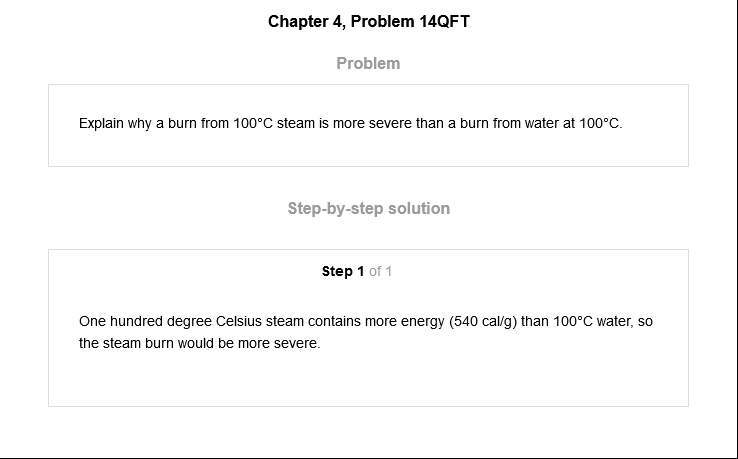 Chapter 4, Problem 14QFT
Problem
Explain why a burn from 100°C steam is more severe than a burn from water at 100°C.
Step-by-step solution
Step 1 of 1
One hundred degree Celsius steam contains more energy (540 cal/g) than 100°C water, so
the steam burn would be more severe.